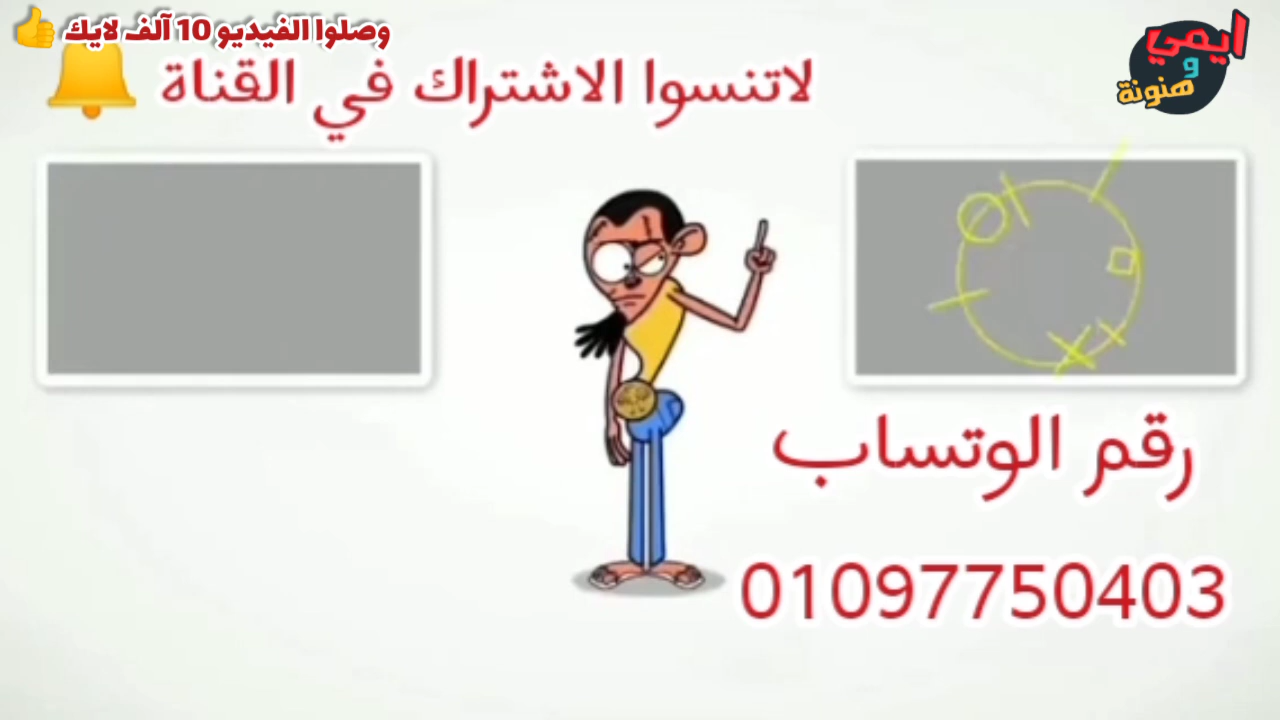 وصلوا الفيديو 10 آلف لايك
لاتنسوا الاشتراك في القناة
ايمي
و
هنونة
رقم الوتساب
01097750403